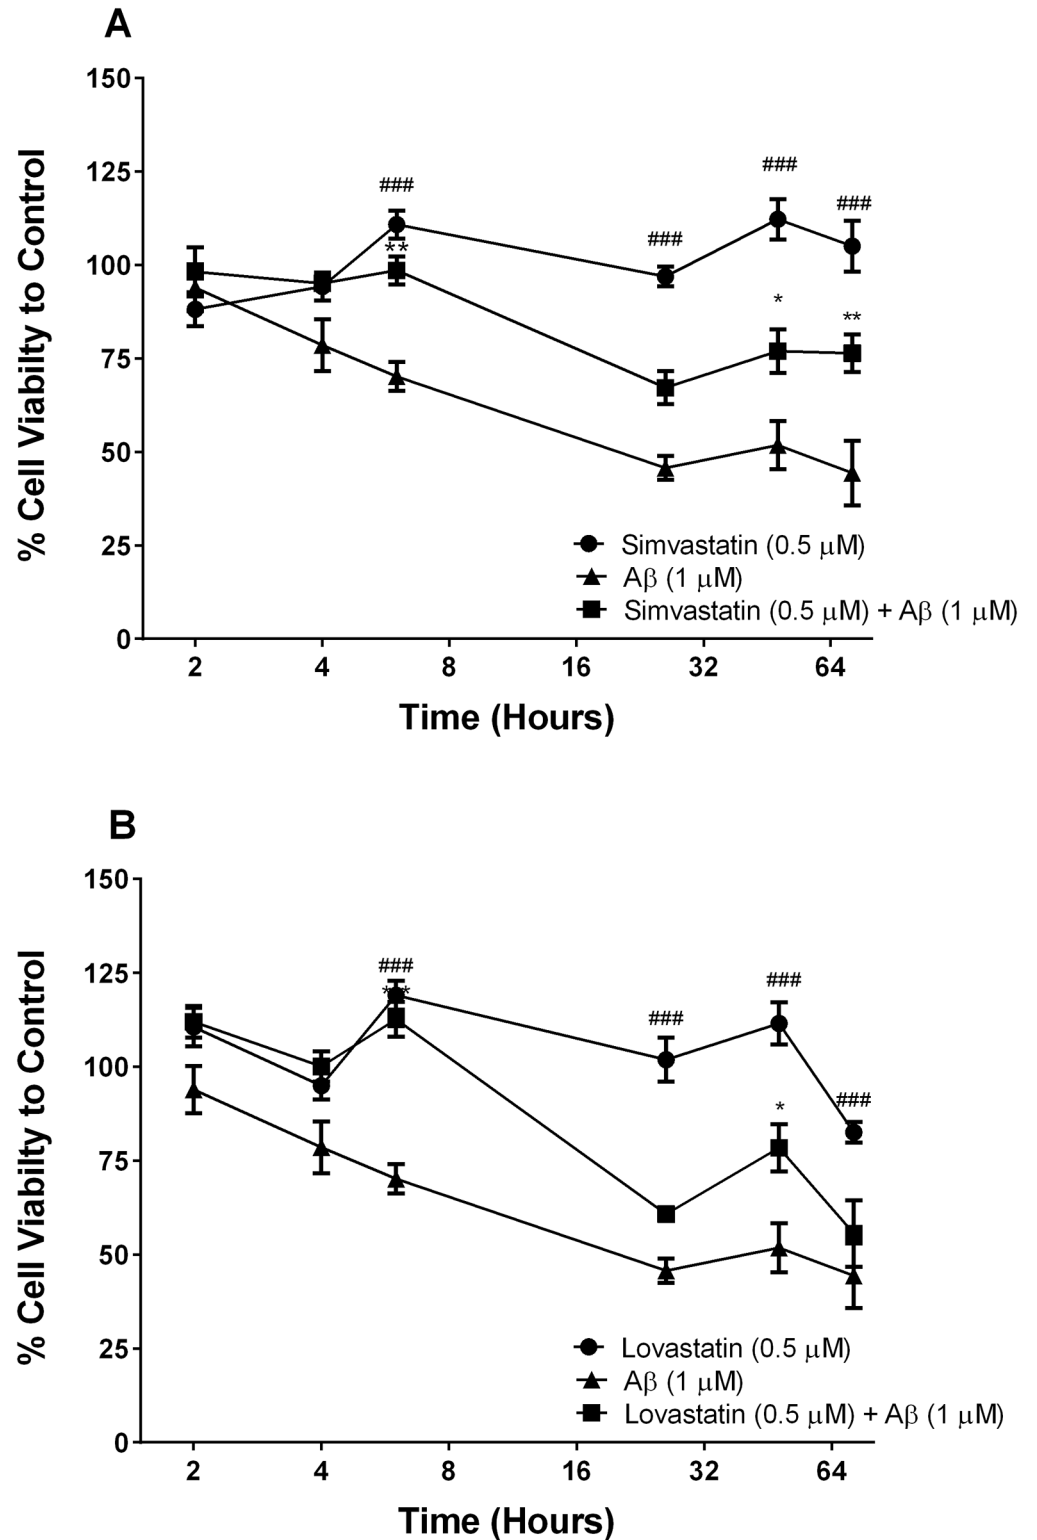 A
150
125
100
75
50
25
0
% Cell Viabilty to Control
###
**
###
###
*
###
**
Simvastatin (0.5 μM)
Aβ (1 μM)
Simvastatin (0.5 μM) + Aβ (1 μM)
2 4 8 16 32 64
Time (Hours)
B
150
125
100
75
50
25
0
% Cell Viabilty to Control
###
###
###
*
###
Lovastatin (0.5 μM)
Aβ (1 μM)
Lovastatin (0.5 μM) + Aβ (1 μM)
2 4 8 16 32 64
Time (Hours)